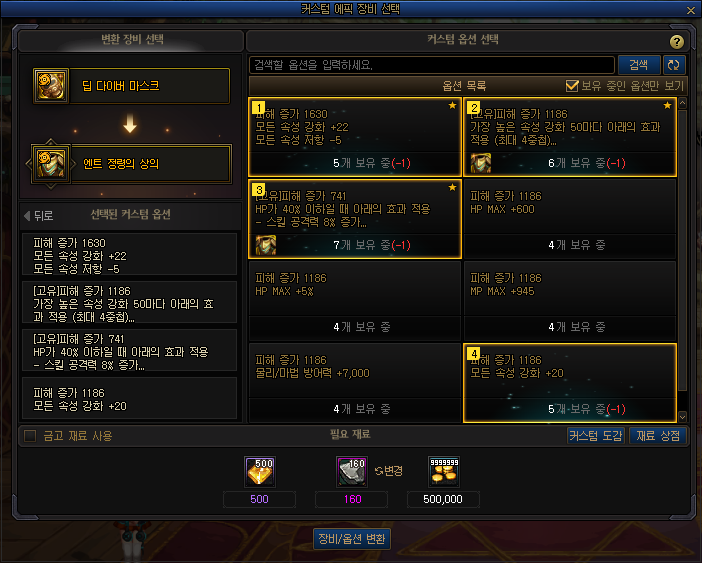 커스텀 에픽 장비 선택
변환 장비 선택
딥 다이버 마스크
엔트 정령의 상의
뒤로
선택된 커스텀 옵션
피해 증가 1630
모든 속성 강화 +22
모든 속성 저항 -5
[고유]피해 증가 1186
가장 높은 속성 강화 50마다 아래의 효
과 적용 (최대 4중첩)...
[고유]피해 증가 741
HP가 40% 이하일 때 아래의 효과 적용
- 스킬 공격력 8% 증가...
피해 증가 1186
모든 속성 강화 +20
커스텀 옵션 선택
?
검색할 옵션을 입력하세요.
검색
옵션 목록
보유 중인 옵션만 보기
1
피해 증가 1630
모든 속성 강화 +22
모든 속성 저항 -5
5개 보유 중(-1)
2
[고유]피해 증가 1186
가장 높은 속성 강화 50마다 아래의 효과
적용 (최대 4중첩)...
6개 보유 중(-1)
3
[고유]피해 증가 741
HP가 40% 이하일 때 아래의 효과 적용
- 스킬 공격력 8% 증가...
7개 보유 중(-1)
피해 증가 1186
HP MAX +600
4개 보유 중
피해 증가 1186
HP MAX +5%
4개 보유 중
피해 증가 1186
MP MAX +945
4개 보유 중
피해 증가 1186
물리/마법 방어력 +7,000
4개 보유 중
4
피해 증가 1186
모든 속성 강화 +20
5개 보유 중(-1)
금고 재료 사용
필요 재료
커스텀 도감
재료 상점
500
160
변경
9999999
500
160
500,000
장비/옵션 변환